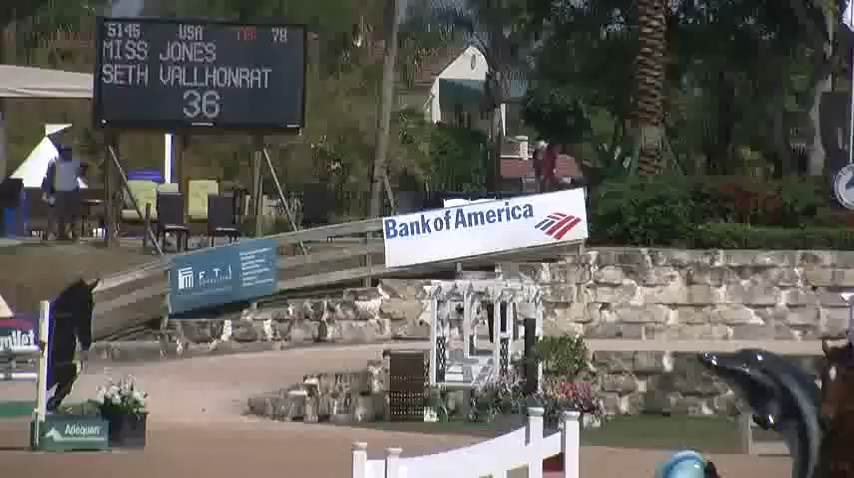 5145 USA 78
MISS JONES
SETH VALLHONRAT
36
Bank of America
Adequan